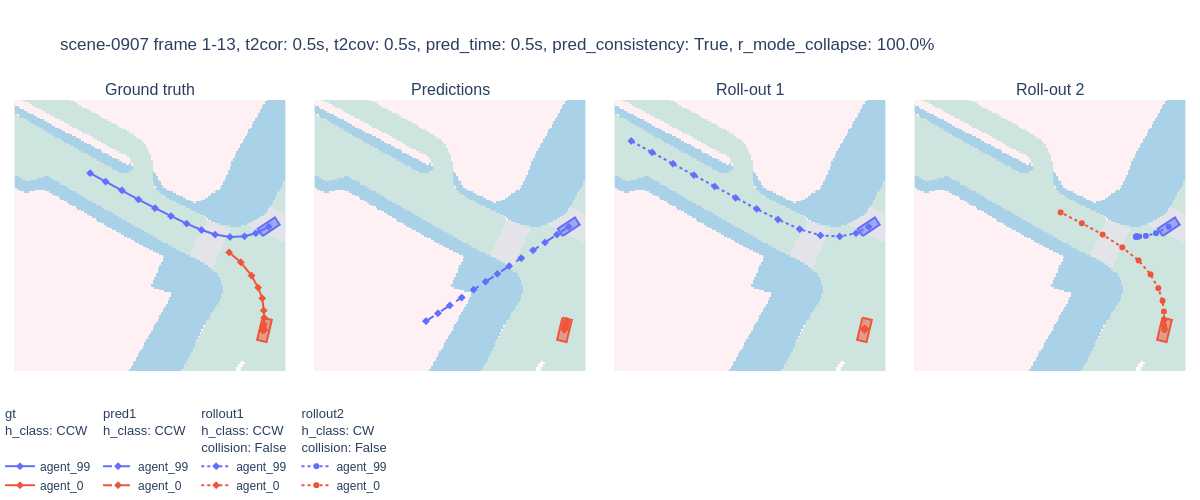 scene-0907 frame 1-13, t2cor: 0.5s, t2cov: 0.5s, pred_time: 0.5s, pred_consistency: True, r_mode_collapse: 100.0%
Ground truth
Predictions
Roll-out 1
Roll-out 2
gt
h_class: CCW
agent_99
agent_0
pred1
h_class: CCW
agent_99
agent_0
rollout1
h_class: CCW
collision: False
agent_99
agent_0
rollout2
h_class: CW
collision: False
agent_99
agent_0